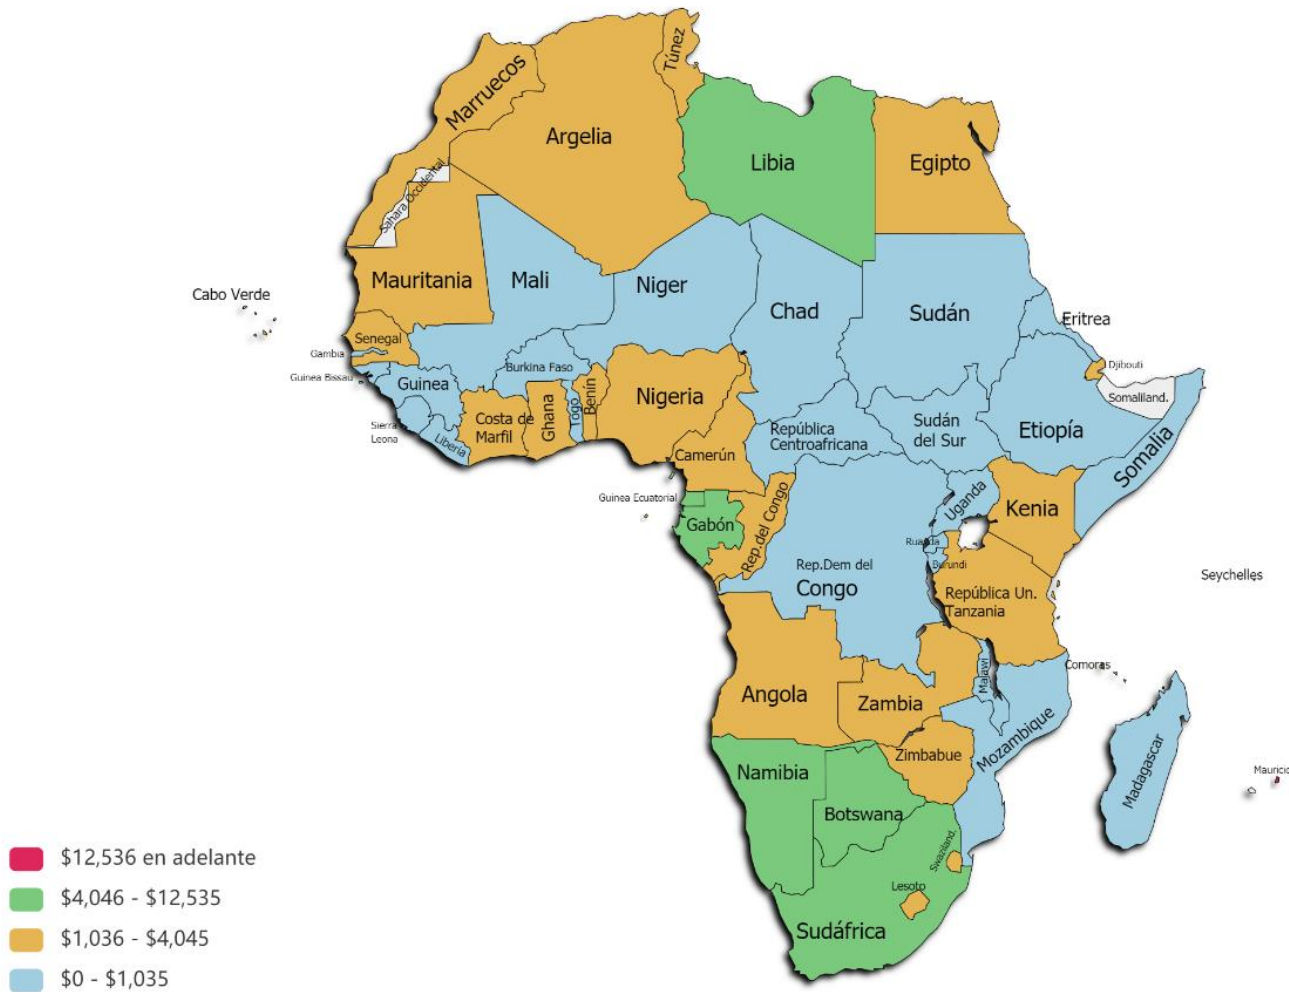 Túnez
Marruecos
Argelia
Libia
Egipto
Sahara Occidental
Mauritania
Mali
Niger
Chad
Sudán
Eritrea
Cabo Verde
Senegal
Gambia
Guinea Bissau
Guinea
Burkina Faso
Djibouti
Somaliland.
Sierra
Leona
Liberia
Costa de
Marfil
Ghana
Togo
Benín
Nigeria
Camerún
República
Centroafricana
Sudán
del Sur
Etiopía
Somalia
Guinea Ecuatorial
Gabón
Rep.del Congo
Rep.Dem del
Congo
Uganda
Kenia
Ruanda
Burundi
República Un.
Tanzania
Seychelles
Comoras
Angola
Zambia
Malawi
Mozambique
Zimbabue
Madagascar
Mauricio
Namibia
Botswana
Swaziland.
Lesoto
Sudáfrica
$12,536 en adelante
$4,046 - $12,535
$1,036 - $4,045
$0 - $1,035